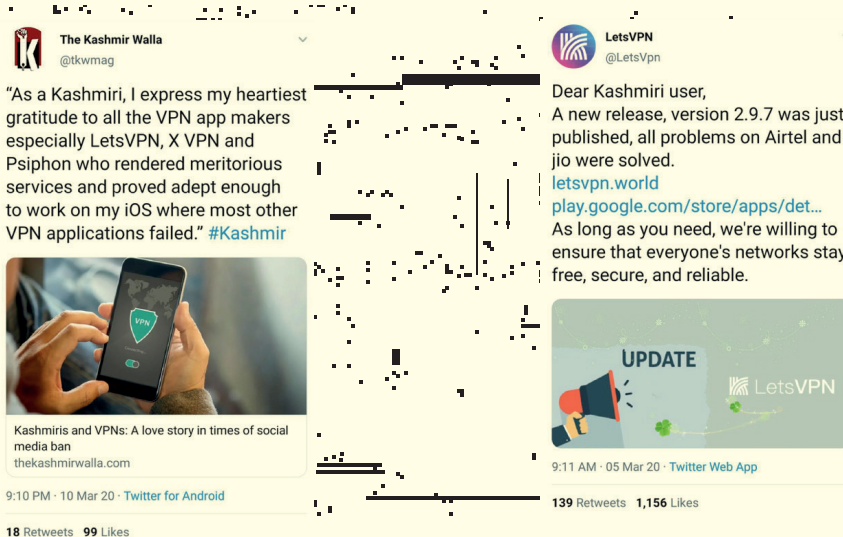 The Kashmir Walla
@tkwmag
“As a Kashmiri, I express my heartiest
gratitude to all the VPN app makers
especially LetsVPN, X VPN and
Psiphon who rendered meritorious
services and proved adept enough
to work on my iOS where most other
VPN applications failed.” #Kashmir
VPN
Kashmiris and VPNs: A love story in times of social
media ban
thekashmirwalla.com
9:10 PM · 10 Mar 20 · Twitter for Android
18 Retweets 99 Likes
LetsVPN
@LetsVpn
Dear Kashmiri user,
A new release, version 2.9.7 was just
published, all problems on Airtel and
jio were solved.
letsvpn.world
play.google.com/store/apps/det...
As long as you need, we're willing to
ensure that everyone's networks stay
free, secure, and reliable.
UPDATE
LetsVPN
9:11 AM · 05 Mar 20 · Twitter Web App
139 Retweets 1,156 Likes